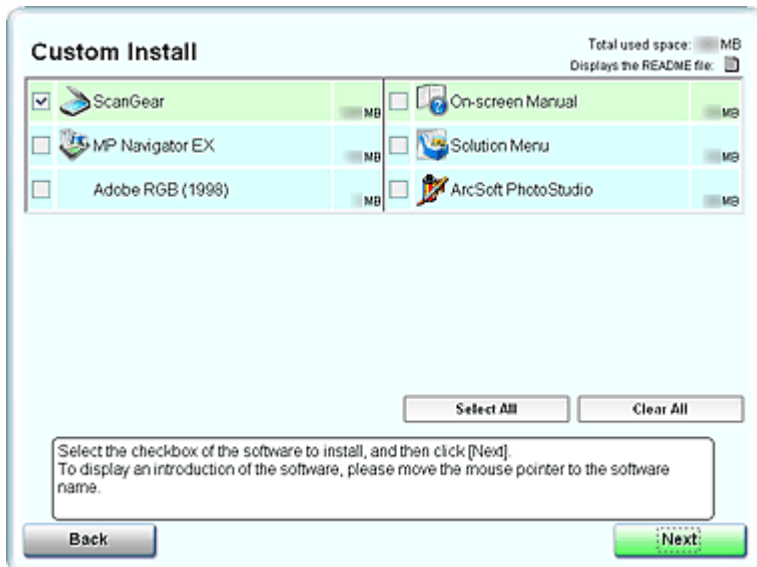 Custom Install
Total used space: MB
Displays the README file:
ScanGear MB
On-screen Manual MB
MP Navigator EX MB
Solution Menu MB
Adobe RGB (1998) MB
ArcSoft PhotoStudio MB
Select All
Clear All
Select the checkbox of the software to install, and then click [Next].
To display an introduction of the software, please move the mouse pointer to the software
name.
Back
Next